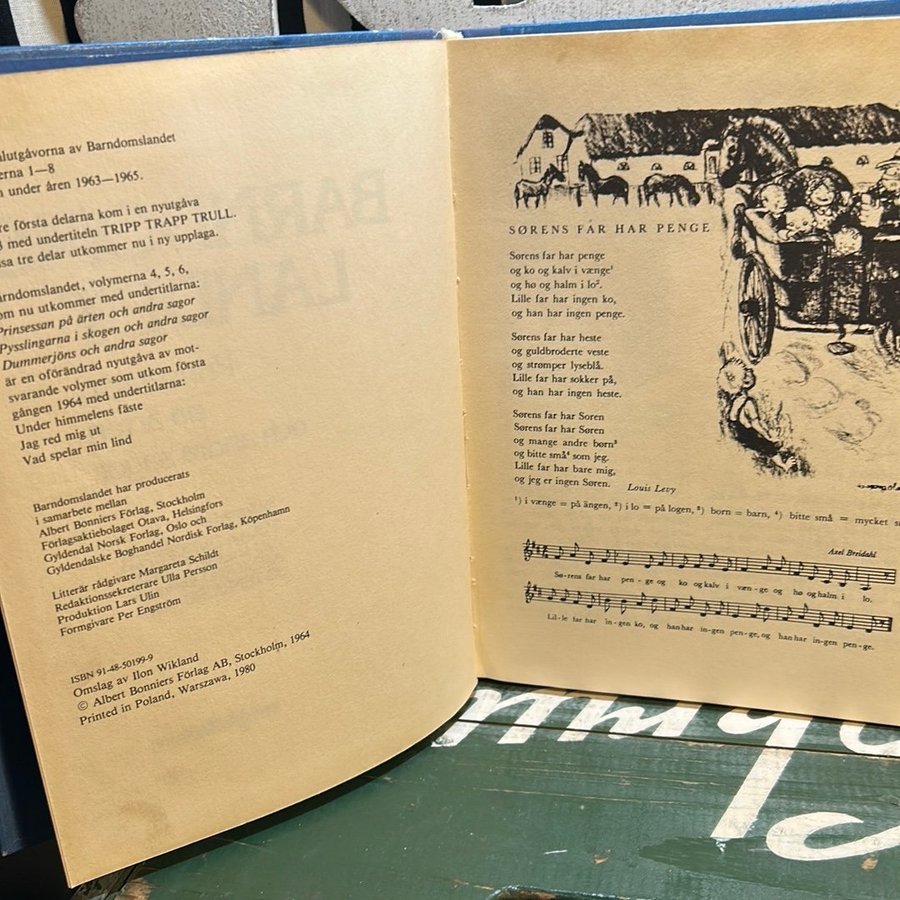 av Barndomslandet
1—8
under åren 1963—1965.
första delarna kom i en nyutgåva
med undertiteln TRIPP TRAPP TRULL.
tre delar utkommer nu i ny upplaga.
volymerna 4, 5, 6,
nu utkommer med undertitlarna:
Prinsessan på ärten och andra sagor
Pysslingarna i skogen och andra sagor
Dummerjöns och andra sagor
är en oförändrad nyutgåva av mot-
svarande volymer som utkom första
gången 1964 med undertitlarna:
Under himmelens fäste
Jag red mig ut
Vad spelar min lind
Barndomslandet har producerats
i samarbete mellan
Albert Bonniers Förlag, Stockholm
Förlagsaktiebolaget Otava, Helsingfors
Gyldendal Norsk Forlag, Oslo och
Gyldendalske Boghandel Nordisk Forlag, Köpenhamn
Litterär rådgivare Margareta Schildt
Redaktionssekreterare Ulla Persson
Produktion Lars Ulin
Formgivare Per Engström
ISBN 91-48-50199-9
Omslag av Ilon Wikland
© Albert Bonniers Förlag AB, Stockholm, 1964
Printed in Poland, Warszawa, 1980
SØRENS FAR HAR PENGE
Sørens far har penge
og ko og kalv i vænge¹
og hø og halm i lo².
Lille far har ingen ko,
og han har ingen penge.
Sørens far har heste
og guldbroderte veste
og strømper lyseblå.
Lille far har sokker på,
og han har ingen heste.
Sørens far har Soren
Sørens far har Søren
og mange andre børn³
og bitte små⁴ som jeg.
Lille far har bare mig,
og jeg er ingen Søren.
Louis Levy
¹) i vænge = på ängen, ²) i lo = på logen, ³) born = barn, ⁴) bitte små = mycket
Axel Breidahl
Sø-rens far har pen-ge og ko og kalv i væn-ge og hø og halm i lo.
Lil-le far har in-gen ko, og han har in-gen pen-ge, og han har in-gen pen-ge.